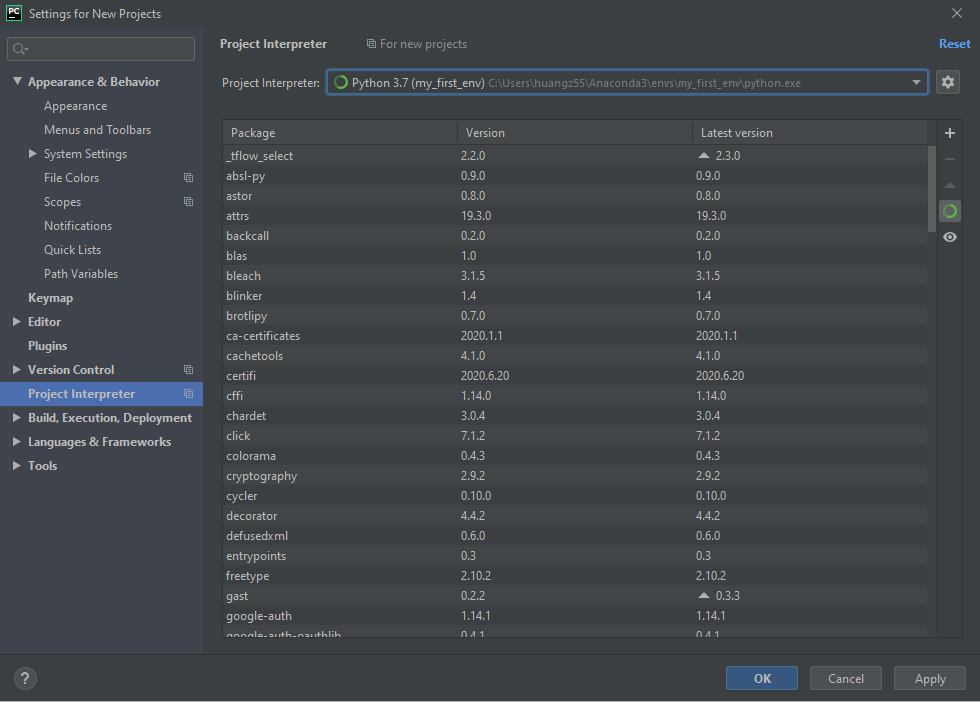 PC Settings for New Projects
Appearance & Behavior
Appearance
Menus and Toolbars
System Settings
File Colors
Scopes
Notifications
Quick Lists
Path Variables
Keymap
Editor
Plugins
Version Control
Project Interpreter
Build, Execution, Deployment
Languages & Frameworks
Tools
Project Interpreter For new projects Reset
Project Interpreter: Python 3.7 (my_first_env) C:\Users\huangz55\Anaconda3\envs\my_first_env\python.exe
Package Version Latest version
_tflow_select 2.2.0 2.3.0
absl-py 0.9.0 0.9.0
astor 0.8.0 0.8.0
attrs 19.3.0 19.3.0
backcall 0.2.0 0.2.0
blas 1.0 1.0
bleach 3.1.5 3.1.5
blinker 1.4 1.4
brotlipy 0.7.0 0.7.0
ca-certificates 2020.1.1 2020.1.1
cachetools 4.1.0 4.1.0
certifi 2020.6.20 2020.6.20
cffi 1.14.0 1.14.0
chardet 3.0.4 3.0.4
click 7.1.2 7.1.2
colorama 0.4.3 0.4.3
cryptography 2.9.2 2.9.2
cycler 0.10.0 0.10.0
decorator 4.4.2 4.4.2
defusedxml 0.6.0 0.6.0
entrypoints 0.3 0.3
freetype 2.10.2 2.10.2
gast 0.2.2 0.3.3
google-auth 1.14.1 1.14.1
google-auth-oauthlib 0.4.1 0.4.1
? OK Cancel Apply